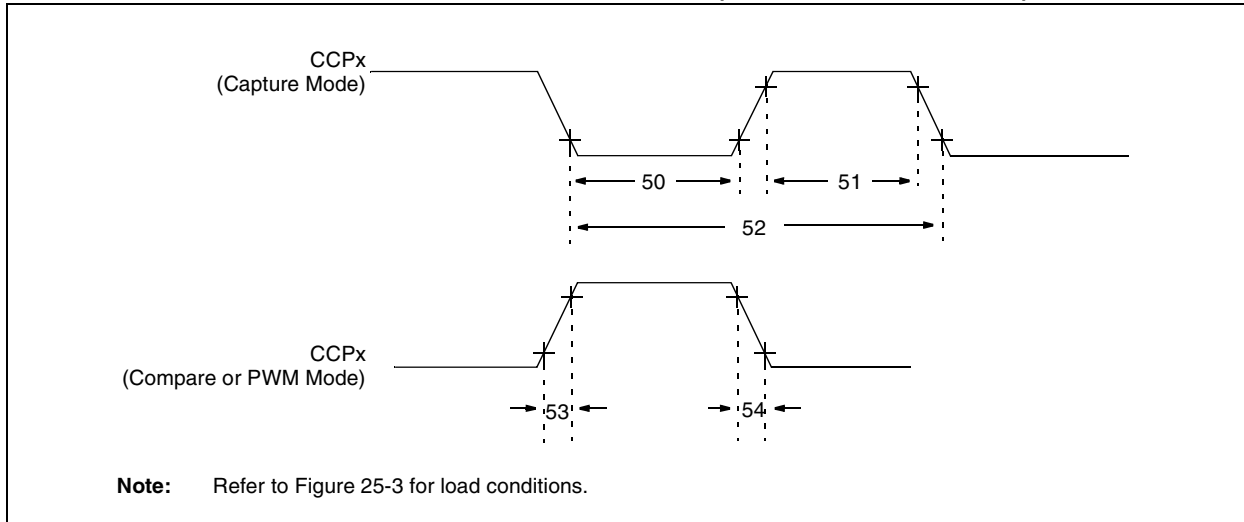 CCPx
(Capture Mode)
50
51
52
CCPx
(Compare or PWM Mode)
53
54
Note: Refer to Figure 25-3 for load conditions.